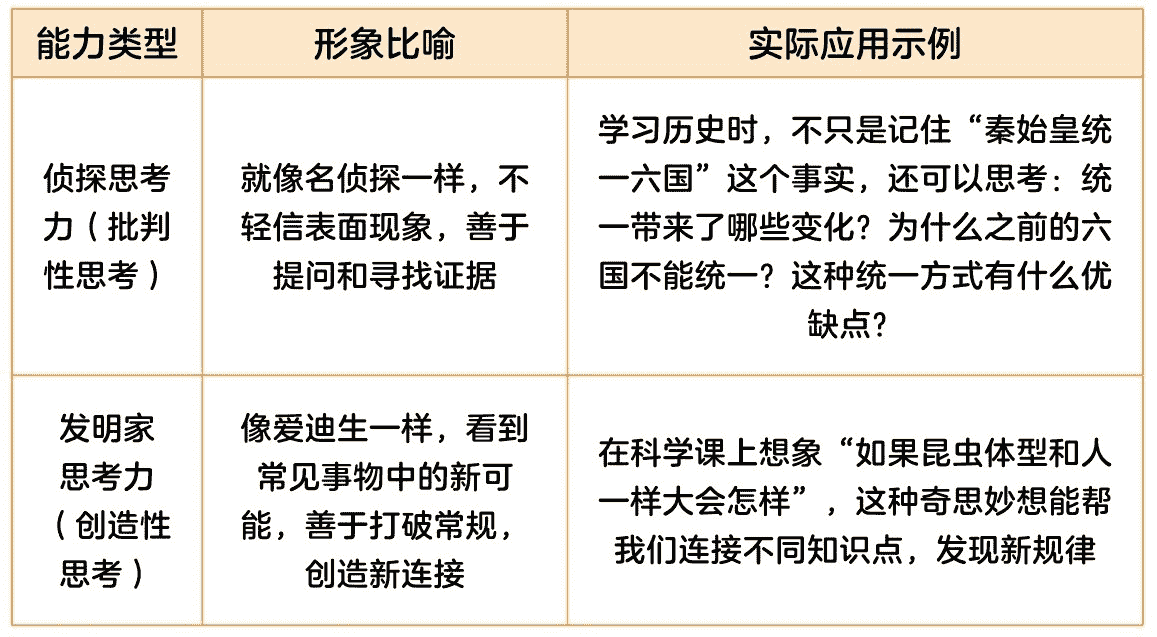 能力类型
形象比喻
实际应用示例
侦探思考
力（批判
性思考）
就像名侦探一样，不
轻信表面现象，善于
提问和寻找证据
学习历史时，不只是记住“秦始皇统
一六国”这个事实，还可以思考：统
一带来了哪些变化？为什么之前的六
国不能统一？这种统一方式有什么优
缺点？
发明家
思考力
（创造性
思考）
像爱迪生一样，看到
常见事物中的新可
能，善于打破常规，
创造新连接
在科学课上想象“如果昆虫体型和人
一样大会怎样”，这种奇思妙想能帮
我们连接不同知识点，发现新规律